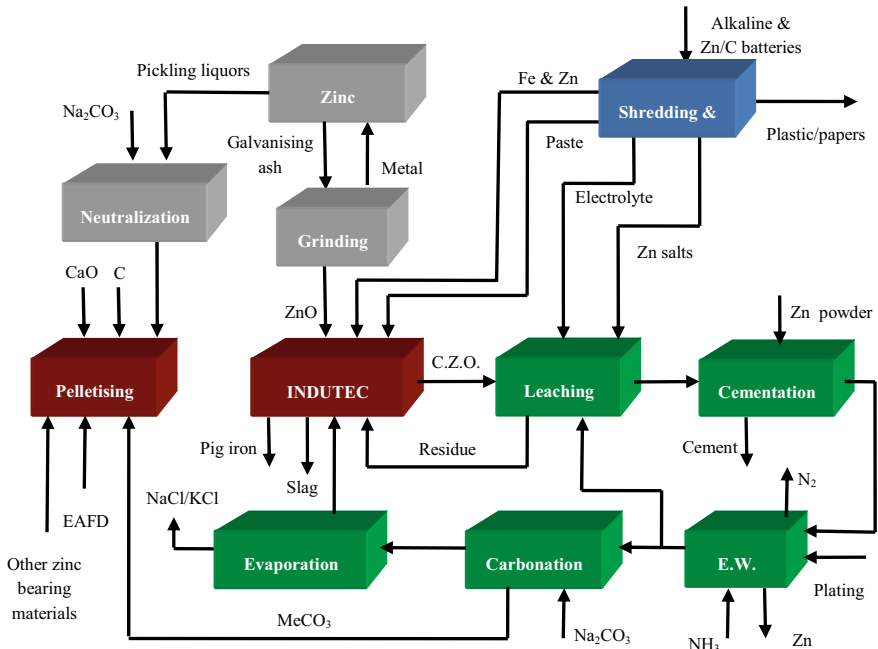 Alkaline &
Zn/C batteries
Pickling liquors
Zinc
Fe & Zn
Shredding &
Na₂CO₃
Plastic/papers
Galvanising
ash
Metal
Paste
Neutralization
Grinding
Electrolyte
Zn salts
CaO
C
ZnO
Zn powder
Pelletising
INDUTEC
C.Z.O.
Leaching
Cementation
Pig iron
Residue
Cement
Slag
NaCl/KCl
N₂
EAFD
Evaporation
Carbonation
E.W.
Other zinc
bearing
materials
Plating
MeCO₃
Na₂CO₃
NH₃
Zn